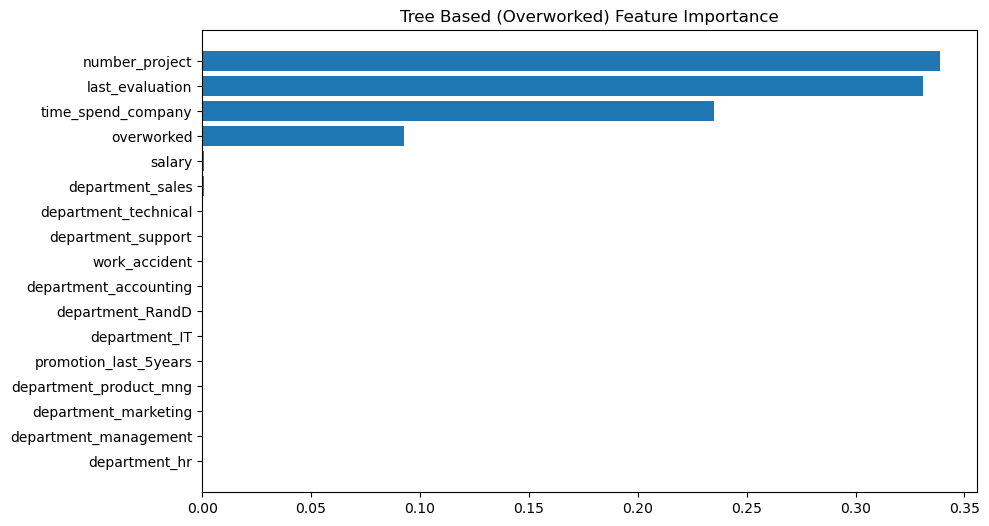 Tree Based (Overworked) Feature Importance
number_project
last_evaluation
time_spend_company
overworked
salary
department_sales
department_technical
department_support
work_accident
department_accounting
department_RandD
department_IT
promotion_last_5years
department_product_mng
department_marketing
department_management
department_hr
0.00 0.05 0.10 0.15 0.20 0.25 0.30 0.35